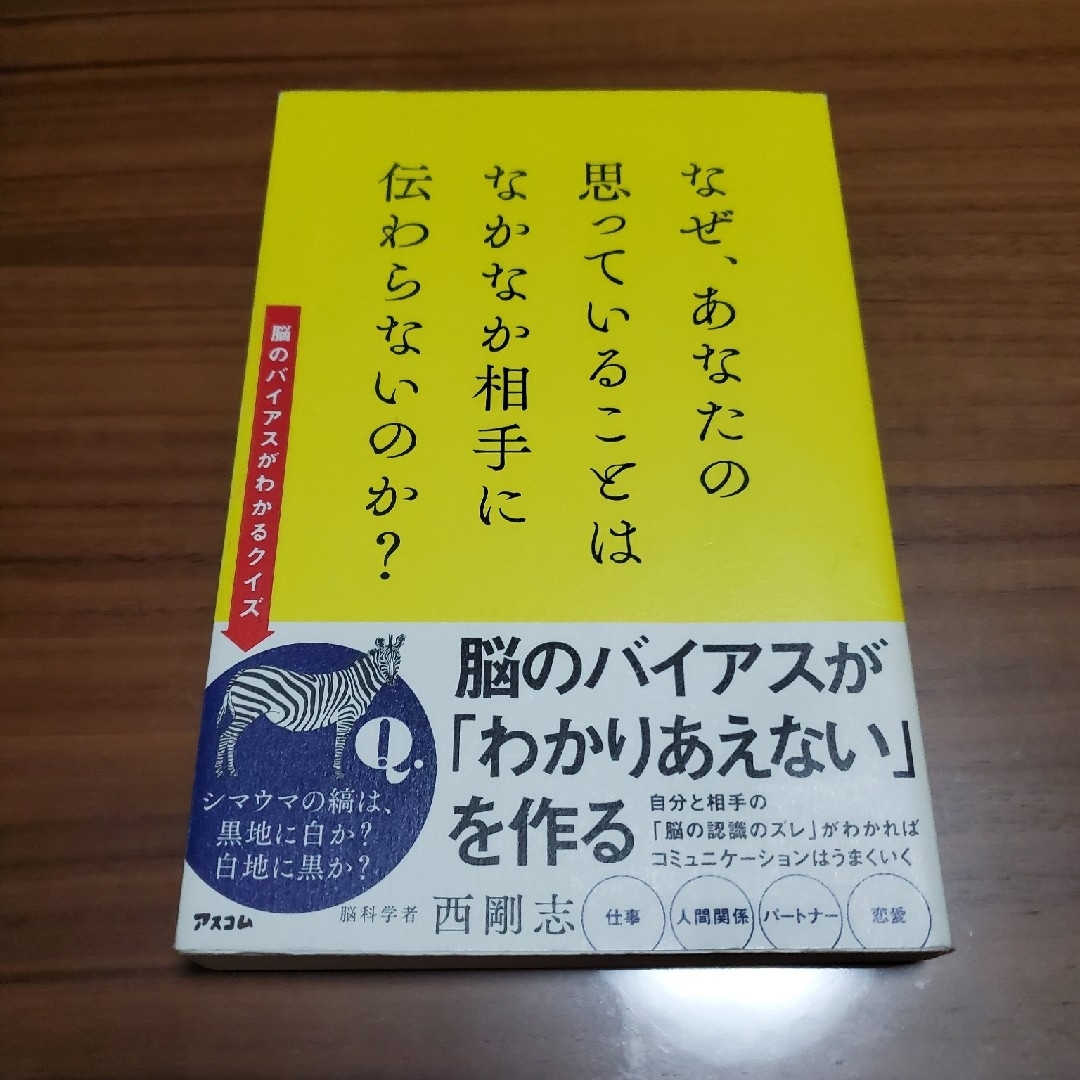 なぜ、あなたの
思っていることは
なかなか相手に
伝わらないのか?
脳のバイアスがわかるクイズ
Q.
シマウマの縞は、
黒地に白か?
白地に黒か?
脳のバイアスが
「わかりあえない」
を作る
自分と相手の
「脳の認識のズレ」がわかれば
コミュニケーションはうまくいく
脳科学者 西剛志
仕事
人間関係
パートナー
恋愛
アスコム